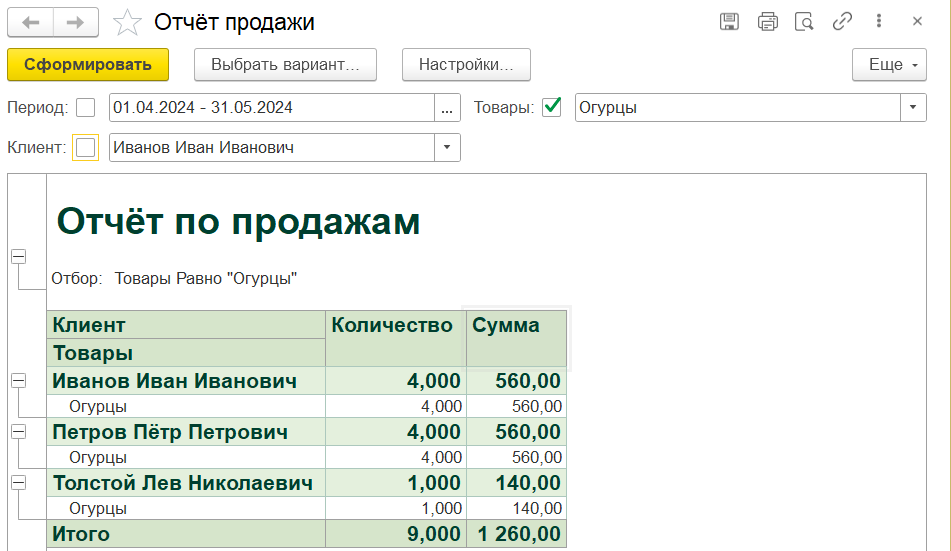 Отчёт продажи
Сформировать Выбрать вариант... Настройки... Еще
Период: 01.04.2024 - 31.05.2024 ... Товары: Огурцы
Клиент: Иванов Иван Иванович
Отчёт по продажам
Отбор: Товары Равно "Огурцы"
Клиент Количество Сумма
Товары
Иванов Иван Иванович 4,000 560,00
Огурцы 4,000 560,00
Петров Пётр Петрович 4,000 560,00
Огурцы 4,000 560,00
Толстой Лев Николаевич 1,000 140,00
Огурцы 1,000 140,00
Итого 9,000 1 260,00